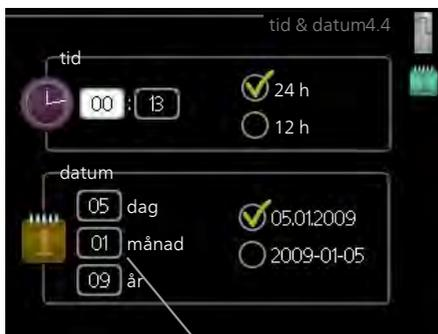 tid & datum4.4
tid
00 : 13
24 h
12 h
datum
05 dag
01 månad
09 år
05.01.2009
2009-01-05